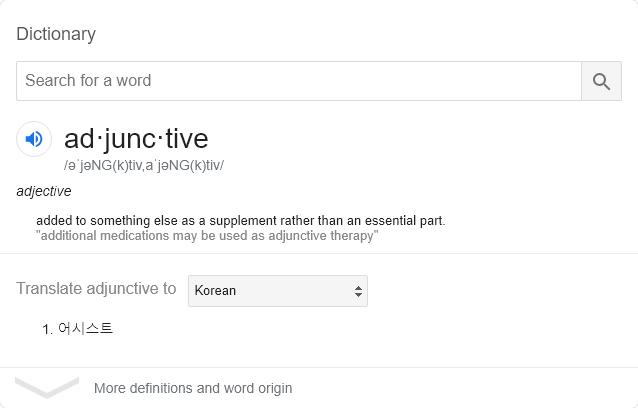 Dictionary
Search for a word
ad·junc·tive
/əˈjəNG(k)tiv,aˈjəNG(k)tiv/
adjective
added to something else as a supplement rather than an essential part.
"additional medications may be used as adjunctive therapy"
Translate adjunctive to Korean
1. 어시스트
More definitions and word origin